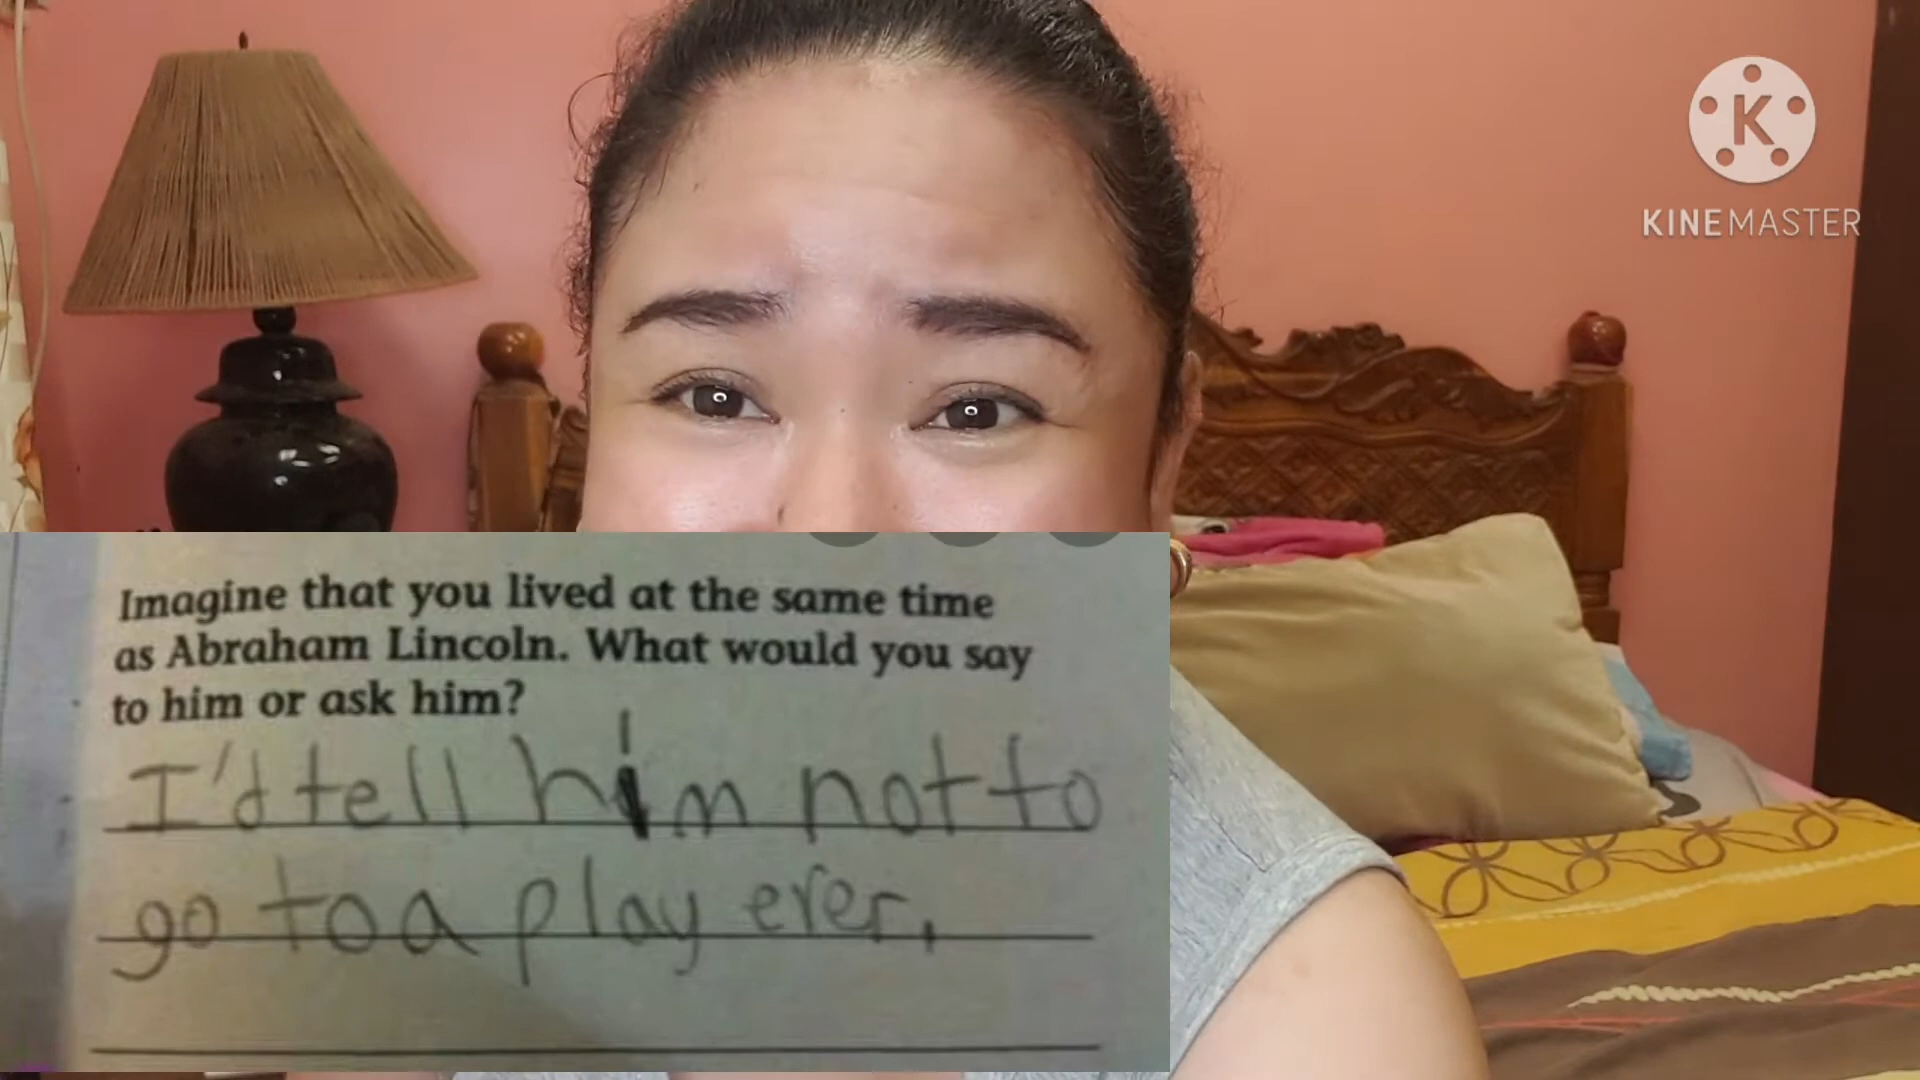 K
KINEMASTER
Imagine that you lived at the same time
as Abraham Lincoln. What would you say
to him or ask him?
I'd tell him not to
go to a play ever.